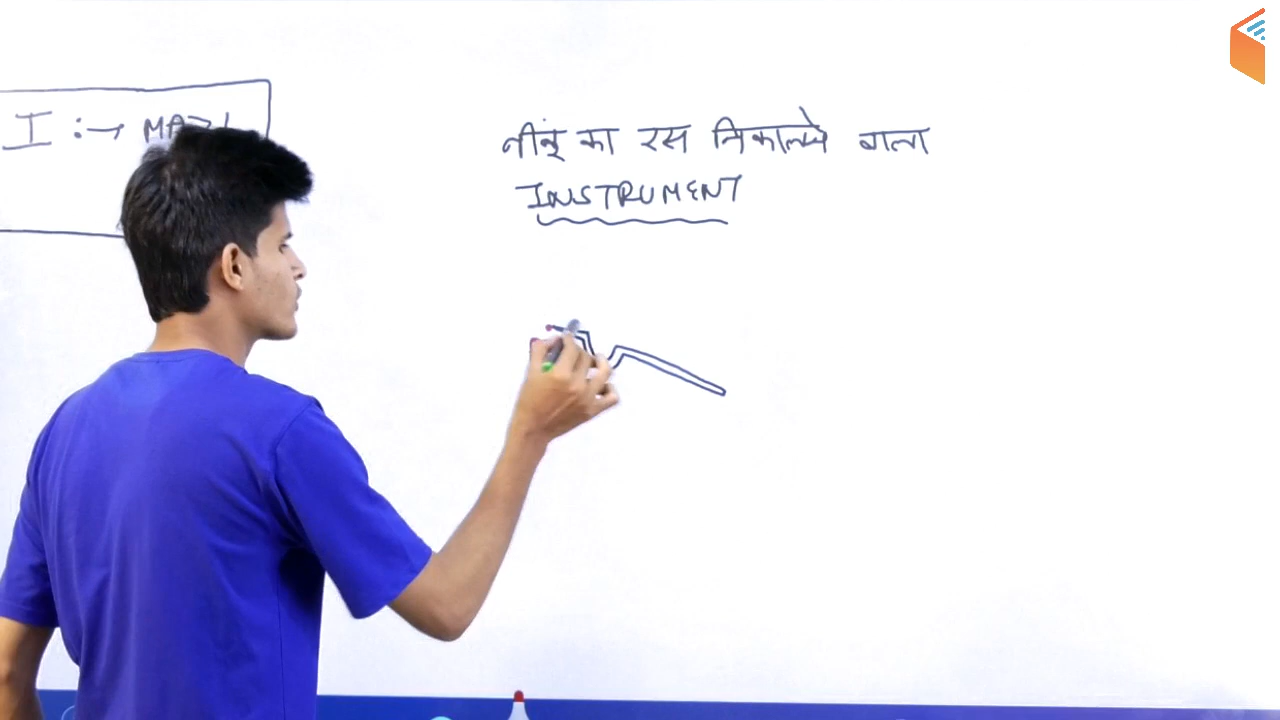 I :→
नींबू का रस निकालने वाला
INSTRUMENT